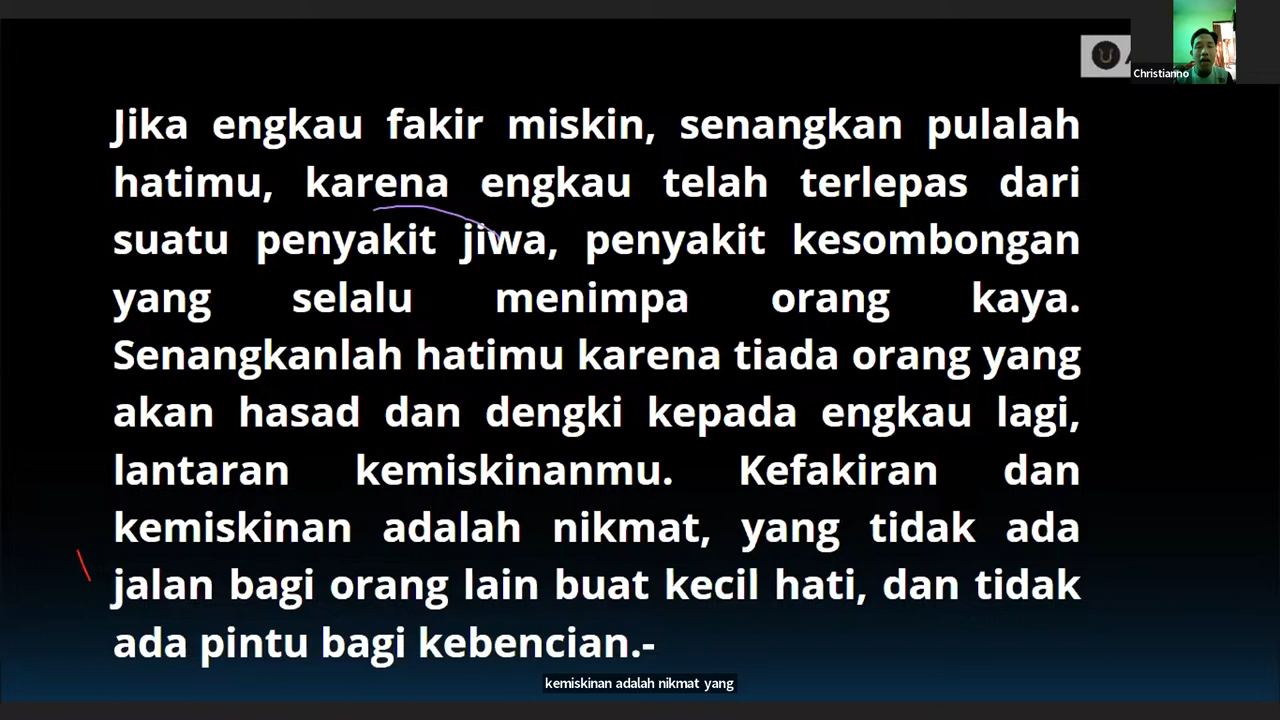 Christianno
Jika engkau fakir miskin, senangkan pulalah
hatimu, karena engkau telah terlepas dari
suatu penyakit jiwa, penyakit kesombongan
yang selalu menimpa orang kaya.
Senangkanlah hatimu karena tiada orang yang
akan hasad dan dengki kepada engkau lagi,
lantaran kemiskinanmu. Kefakiran dan
kemiskinan adalah nikmat, yang tidak ada
jalan bagi orang lain buat kecil hati, dan tidak
ada pintu bagi kebencian.-
kemiskinan adalah nikmat yang